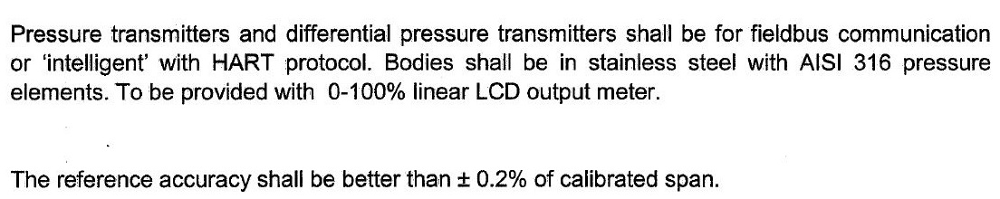 Pressure transmitters and differential pressure transmitters shall be for fieldbus communication
or ‘intelligent’ with HART protocol. Bodies shall be in stainless steel with AISI 316 pressure
elements. To be provided with 0-100% linear LCD output meter.
The reference accuracy shall be better than ± 0.2% of calibrated span.